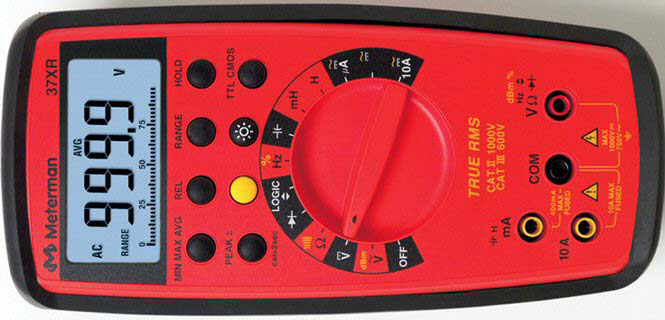 Meterman 37XR
AC AVG V
999.9
RANGE
0 25 50 75
MIN MAX AVG REL RANGE HOLD
PEAK ± TTL CMOS
cal>2sec
LOGIC
% Hz
mH H
µA
10A
Ω
V
dBm V
OFF
TRUE RMS
CAT II 1000V
CAT III 600V
H
mA
COM
dBm %
Hz
V Ω
10 A
400mA
MAX
FUSED
10A MAX
FUSED
MAX
1000V
750V